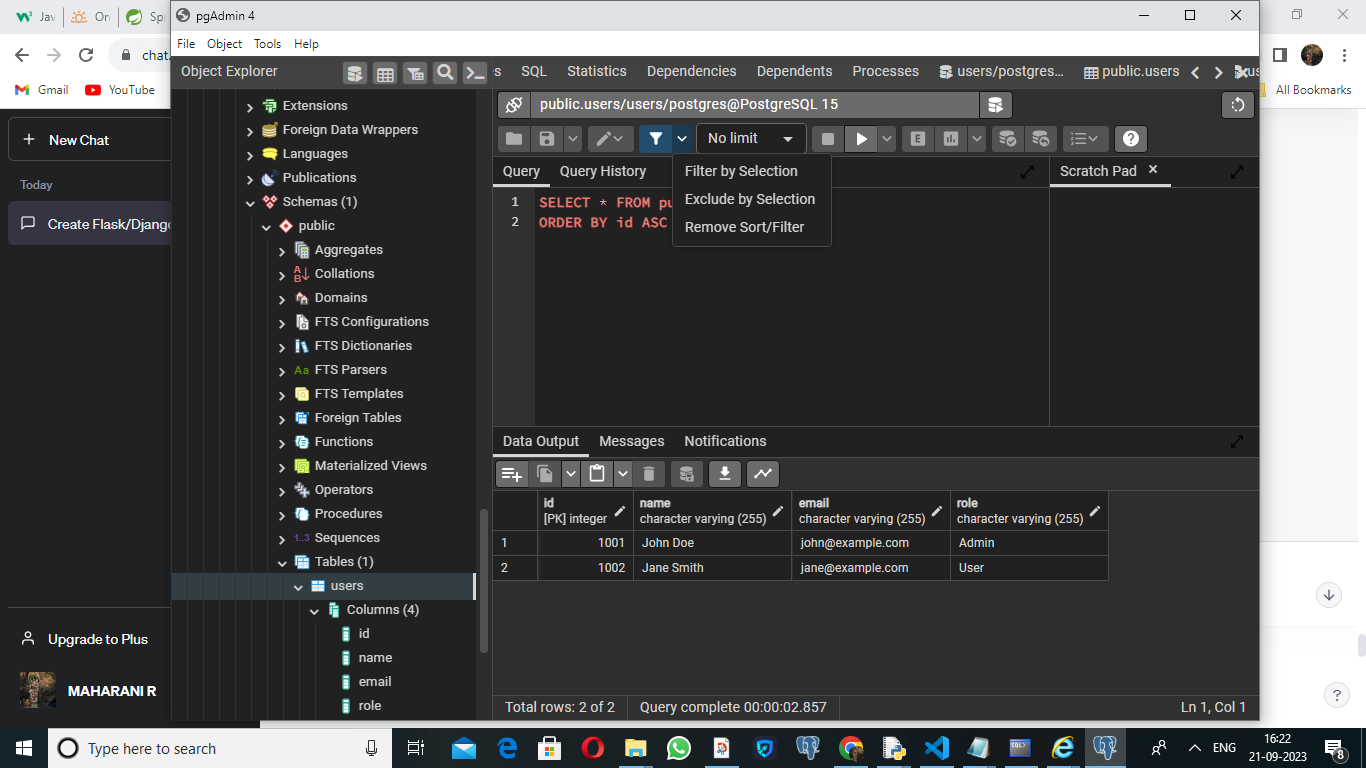 Jav
On
Sp
pgAdmin 4
File Object Tools Help
chat.
Gmail
YouTube
All Bookmarks
New Chat
Today
Create Flask/Django
Upgrade to Plus
MAHARANI R
Object Explorer
Extensions
Foreign Data Wrappers
Languages
Publications
Schemas (1)
public
Aggregates
Collations
Domains
FTS Configurations
FTS Dictionaries
FTS Parsers
FTS Templates
Foreign Tables
Functions
Materialized Views
Operators
Procedures
1..3 Sequences
Tables (1)
users
Columns (4)
id
name
email
role
s SQL Statistics Dependencies Dependents Processes users/postgres... public.users us
public.users/users/postgres@PostgreSQL 15
No limit
E
Filter by Selection
Exclude by Selection
Remove Sort/Filter
Query Query History
Scratch Pad
1 SELECT * FROM pu
2 ORDER BY id ASC
Data Output Messages Notifications
id name email role
[PK] integer character varying (255) character varying (255) character varying (255)
1 1001 John Doe john@example.com Admin
2 1002 Jane Smith jane@example.com User
Total rows: 2 of 2 Query complete 00:00:02.857 Ln 1, Col 1
Type here to search
ENG
16:22
21-09-2023
8